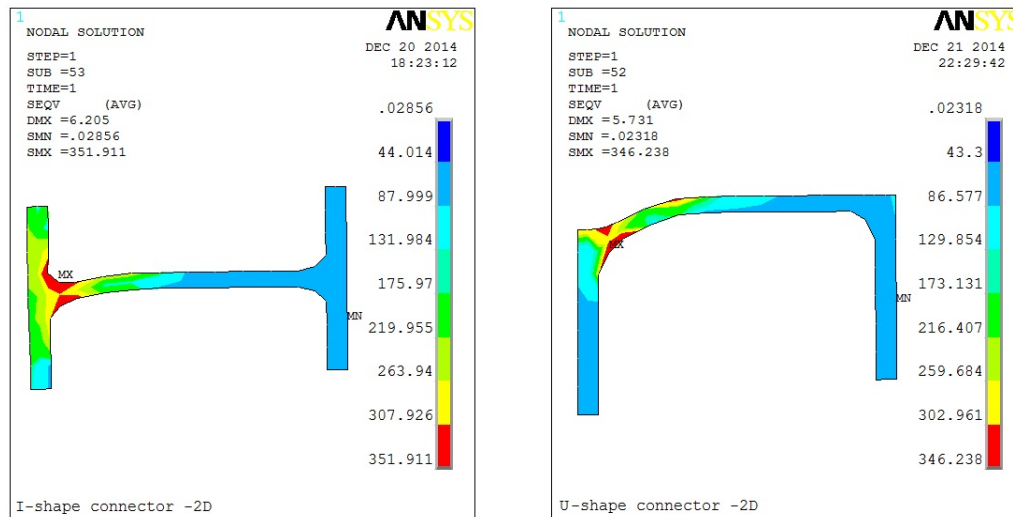 1
ANSYS
NODAL SOLUTION
DEC 20 2014
18:23:12
STEP=1
SUB =53
TIME=1
SEQV (AVG)
DMX =6.205
SMN =.02856
SMX =351.911
.02856
44.014
87.999
131.984
175.97
219.955
263.94
307.926
351.911
MX
MN
I-shape connector -2D
1
ANSYS
NODAL SOLUTION
DEC 21 2014
22:29:42
STEP=1
SUB =52
TIME=1
SEQV (AVG)
DMX =5.731
SMN =.02318
SMX =346.238
.02318
43.3
86.577
129.854
173.131
216.407
259.684
302.961
346.238
MX
MN
U-shape connector -2D